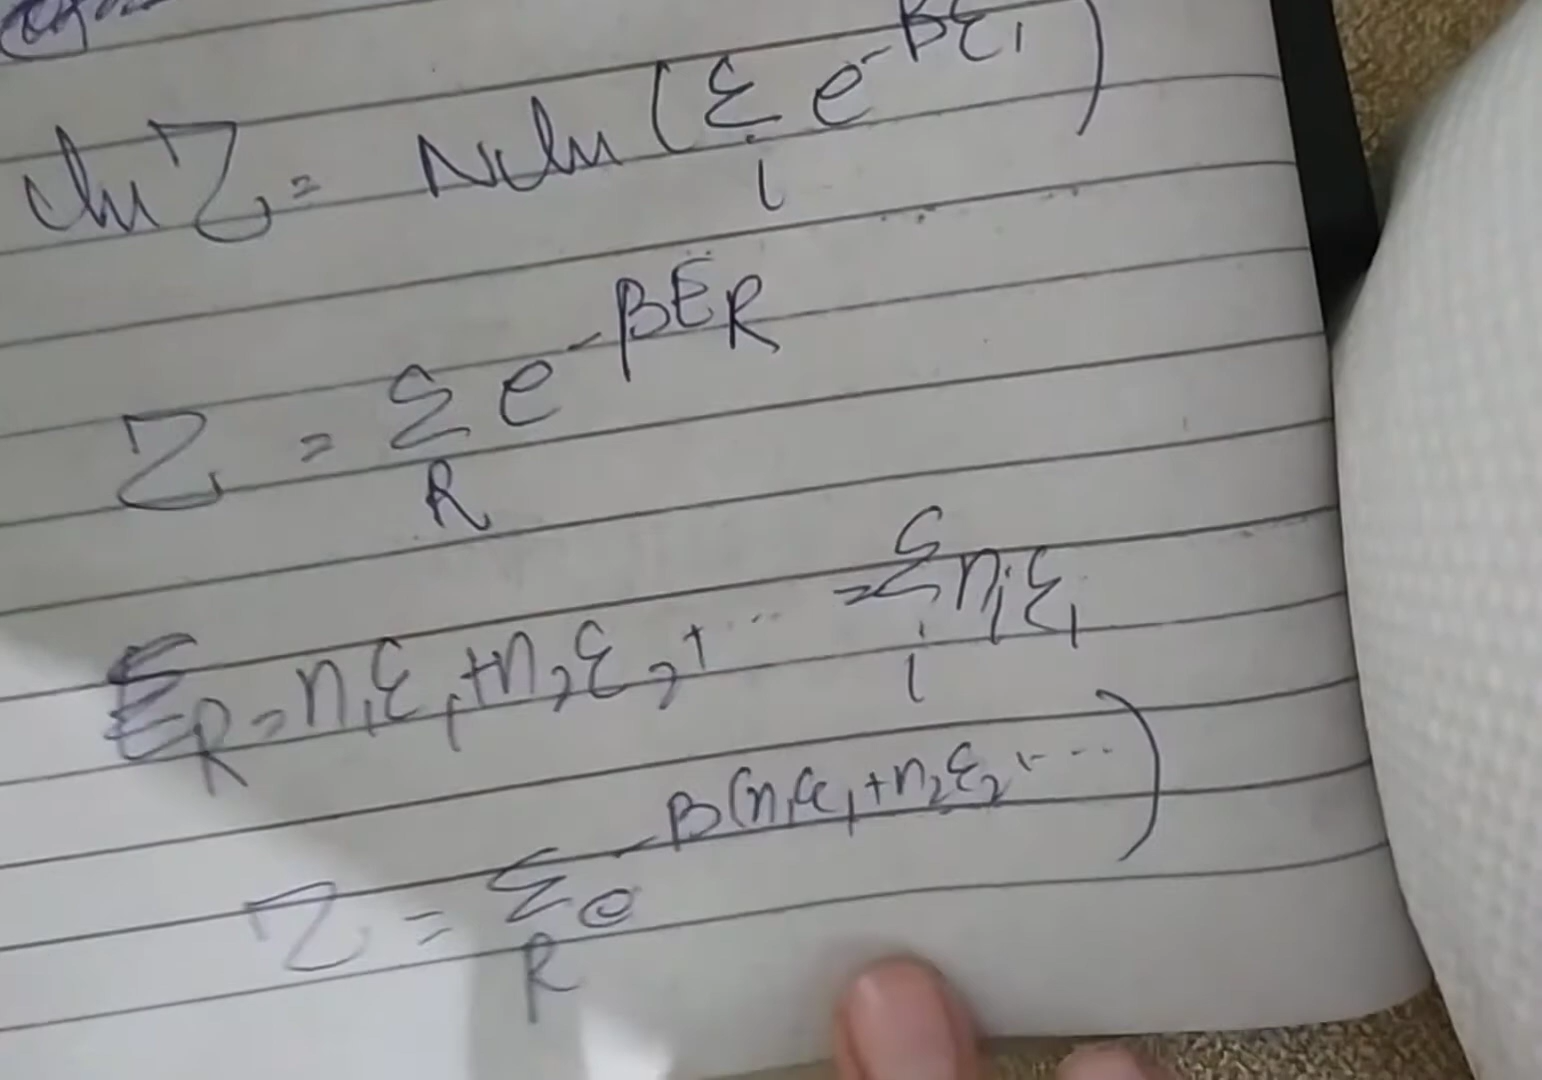 ln Z = N ln (Σ_i e^{-βε_i})
Z = Σ_R e^{-βE_R}
E_R = n_1ε_1 + n_2ε_2 + ... = Σ_i n_iε_i
Z = Σ_R e^{-β(n_1ε_1 + n_2ε_2 + ...)}